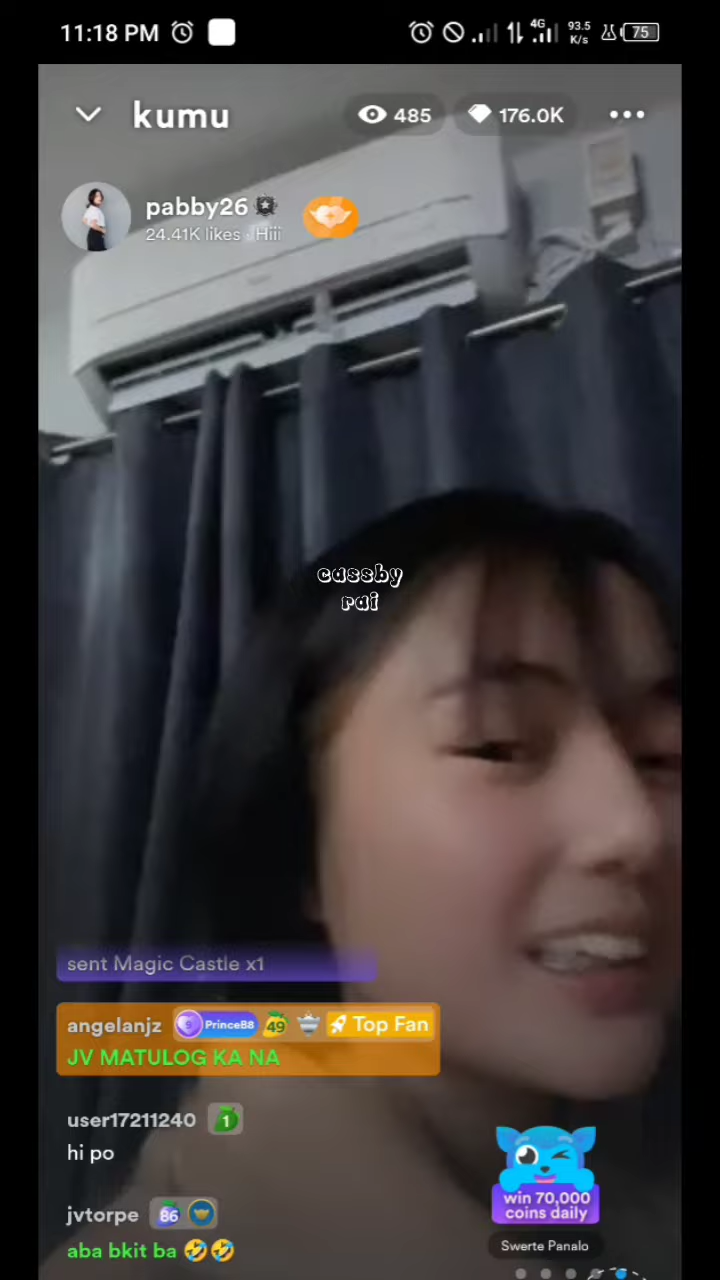 11:18 PM
4G 93.5 K/s 75
kumu 485 176.0K
pabby26
24.41K likes Hiii
cassby
rai
sent Magic Castle x1
angelanjz PrinceB8 49 Top Fan
JV MATULOG KA NA
user17211240 1
hi po
jvtorpe 86
aba bkit ba 🤣🤣
win 70,000
coins daily
Swerte Panalo